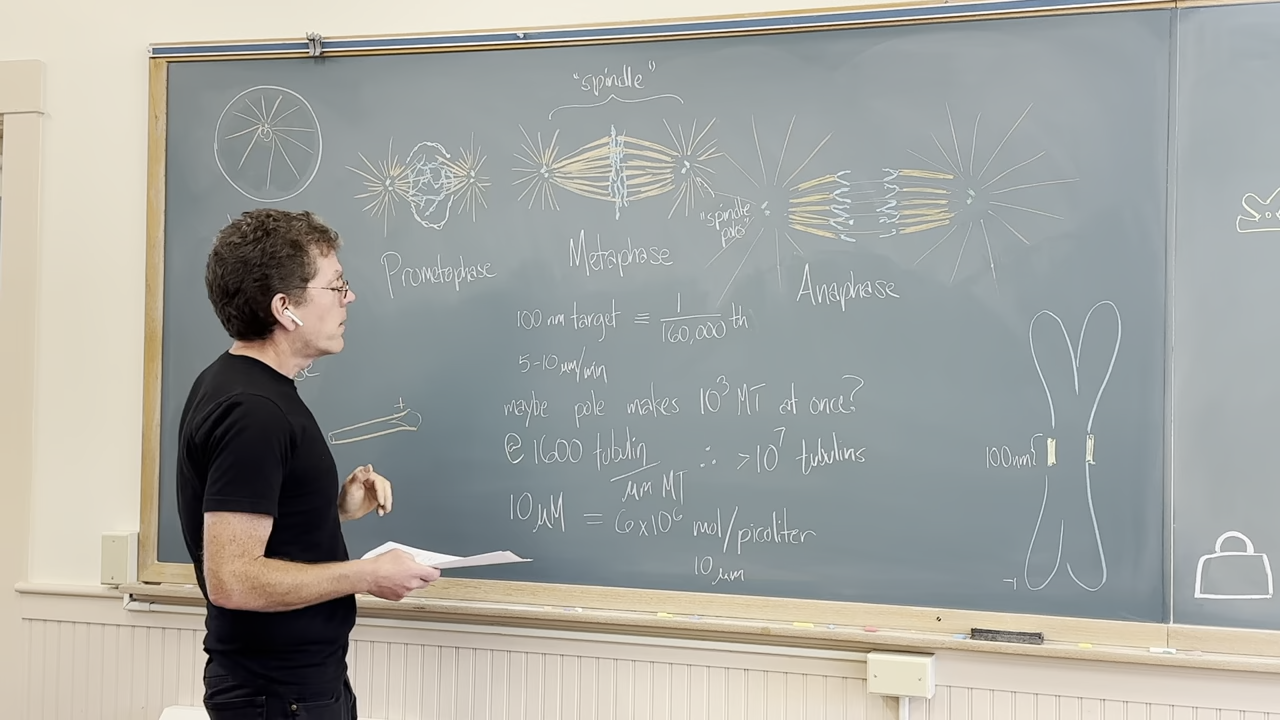 "spindle"
"spindle poles"
Prometaphase
Metaphase
Anaphase
100 nm target ≡ 1/160,000 th
5-10 µm/min
maybe pole makes 10³ MT at once?
@ 1600 tubulin/µm MT ∴ >10⁷ tubulins
10 µM = 6x10⁶ mol/picoliter
10 µm
+
100nm